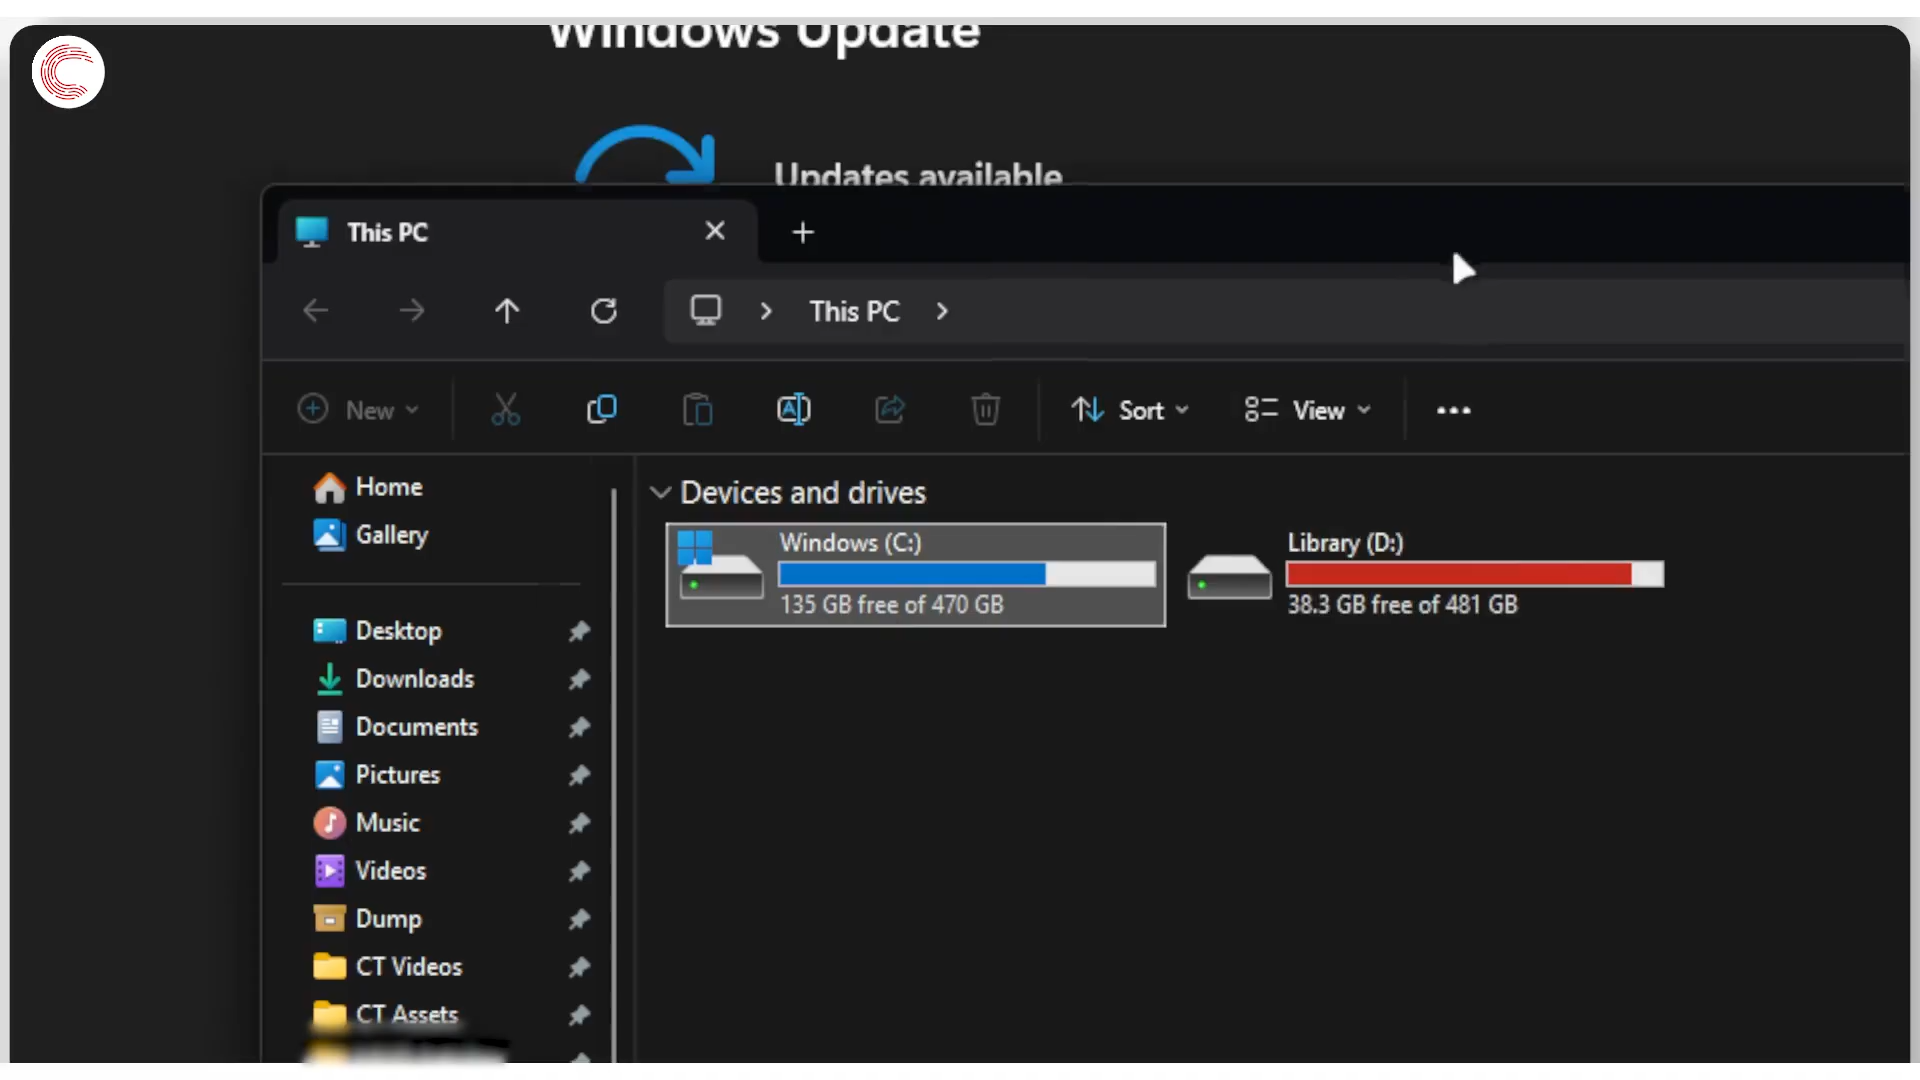 Windows Update
Updates available
This PC
This PC
New
Sort
View
Home
Gallery
Devices and drives
Windows (C:)
135 GB free of 470 GB
Library (D:)
38.3 GB free of 481 GB
Desktop
Downloads
Documents
Pictures
Music
Videos
Dump
CT Videos
CT Assets